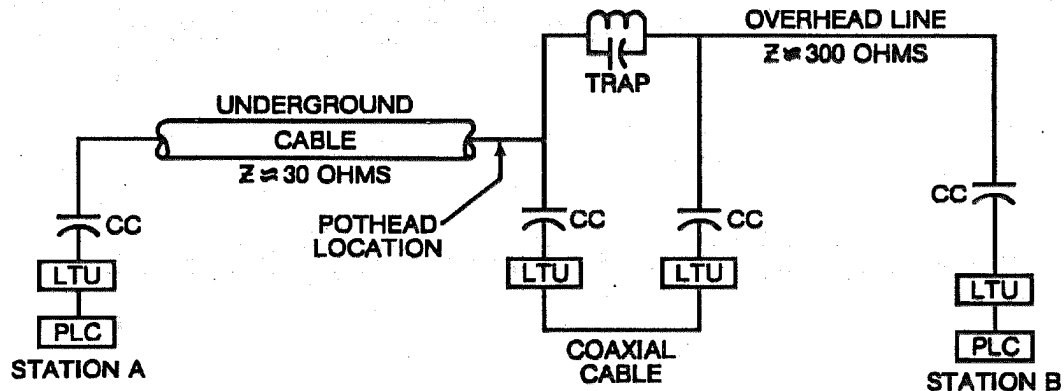 OVERHEAD LINE
Z ≈ 300 OHMS
TRAP
UNDERGROUND
CABLE
Z ≈ 30 OHMS
CC
POTHEAD
LOCATION
CC
CC
CC
LTU
LTU
LTU
LTU
PLC
STATION A
COAXIAL
CABLE
PLC
STATION B